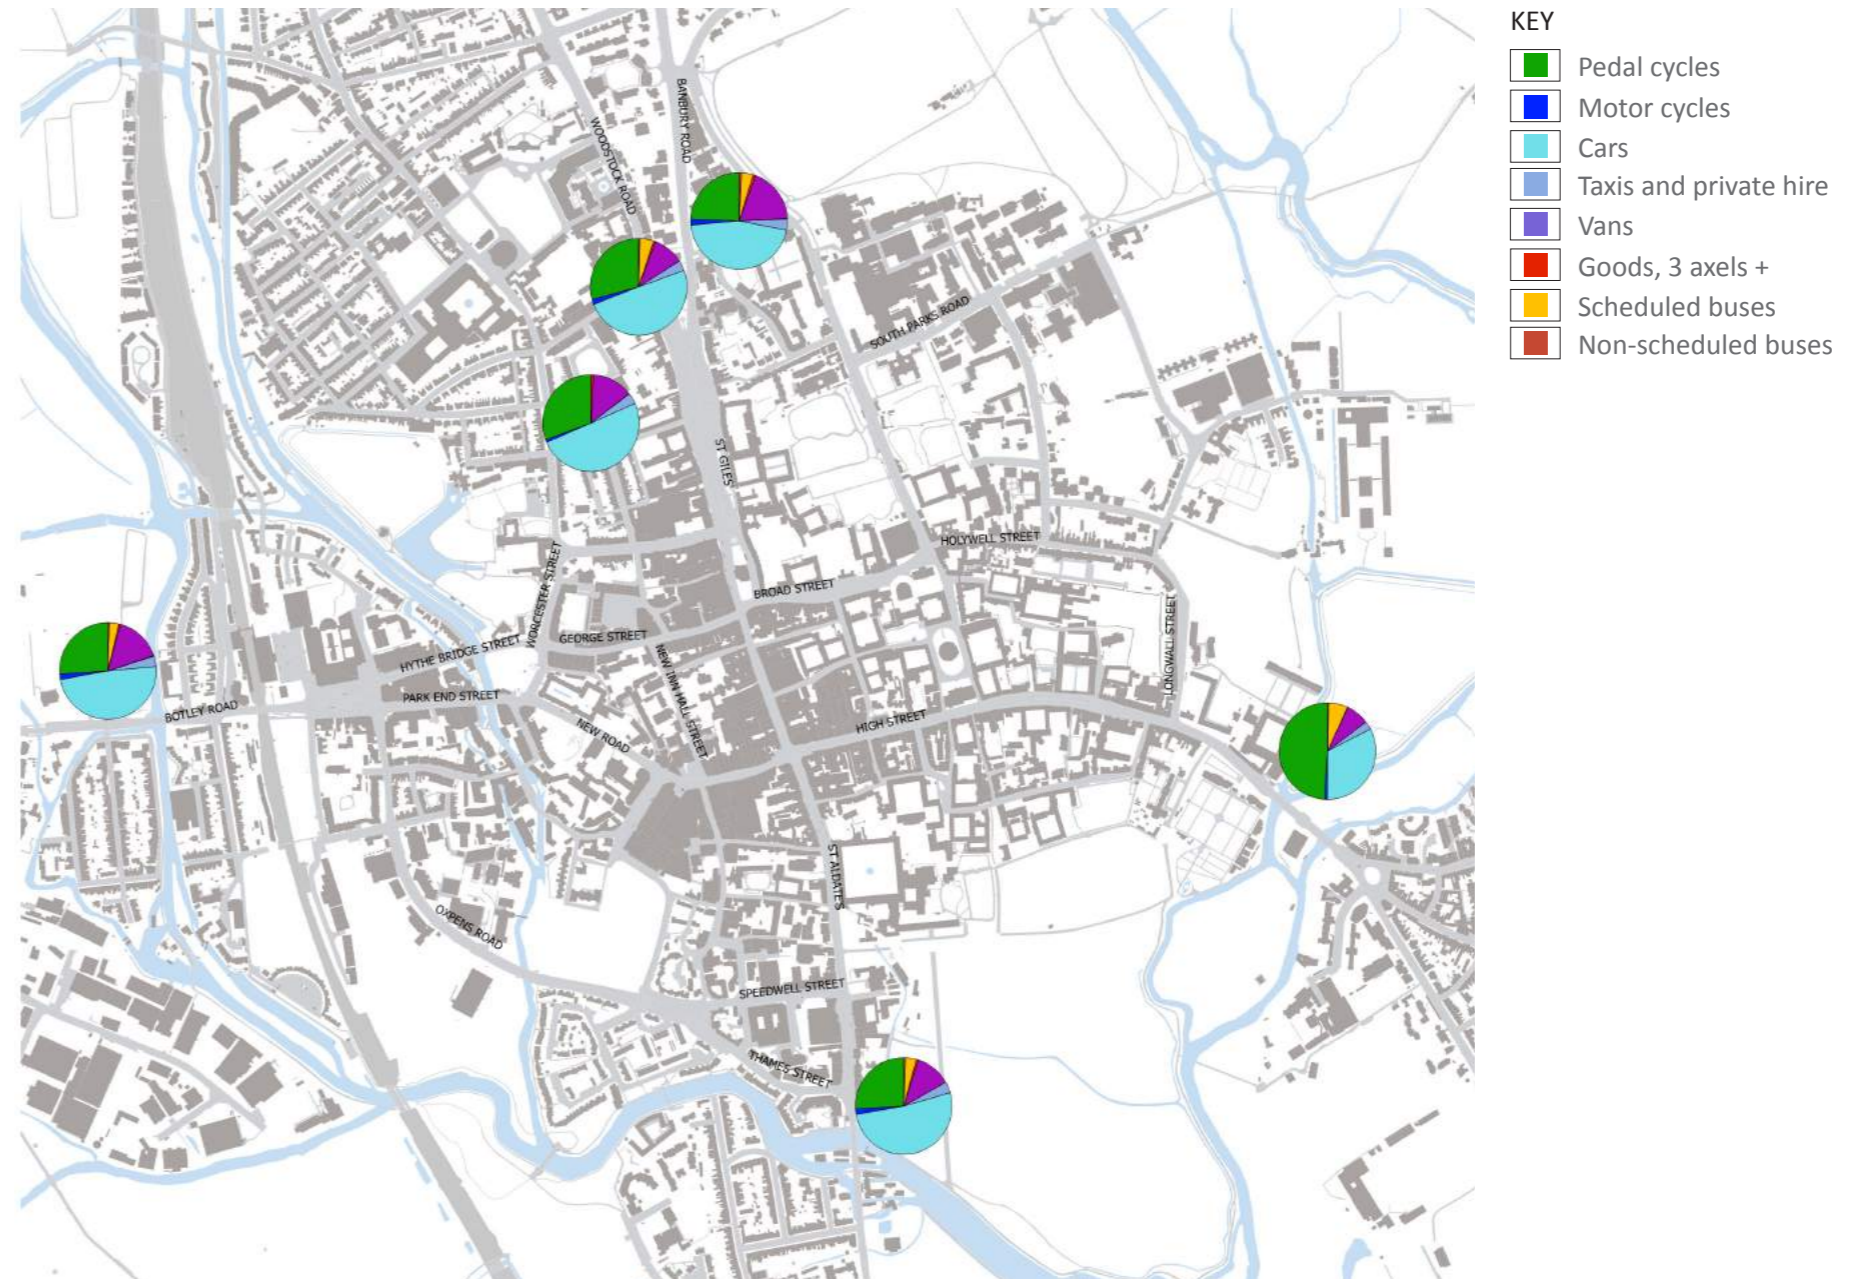 KEY
Pedal cycles
Motor cycles
Cars
Taxis and private hire
Vans
Goods, 3 axels +
Scheduled buses
Non-scheduled buses
BANBURY ROAD
WOODSTOCK ROAD
SOUTH PARKS ROAD
ST GILES
HOLYWELL STREET
WORCESTER STREET
BROAD STREET
LONGWALL STREET
GEORGE STREET
HYTHE BRIDGE STREET
NEW INN HALL STREET
PARK END STREET
BOTLEY ROAD
HIGH STREET
NEW ROAD
ST ALDATES
OXPENS ROAD
SPEEDWELL STREET
THAMES STREET